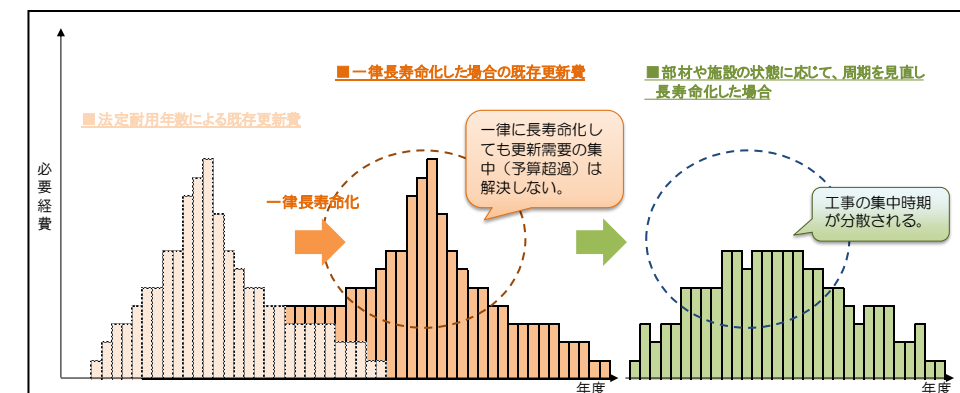 ■一律長寿命化した場合の既存更新費
■部材や施設の状態に応じて、周期を見直し
長寿命化した場合
■法定耐用年数による既存更新費
一律に長寿命化し
ても更新需要の集
中（予算超過）は
解決しない。
必要経費
一律長寿命化
工事の集中時期
が分散される。
年度
年度